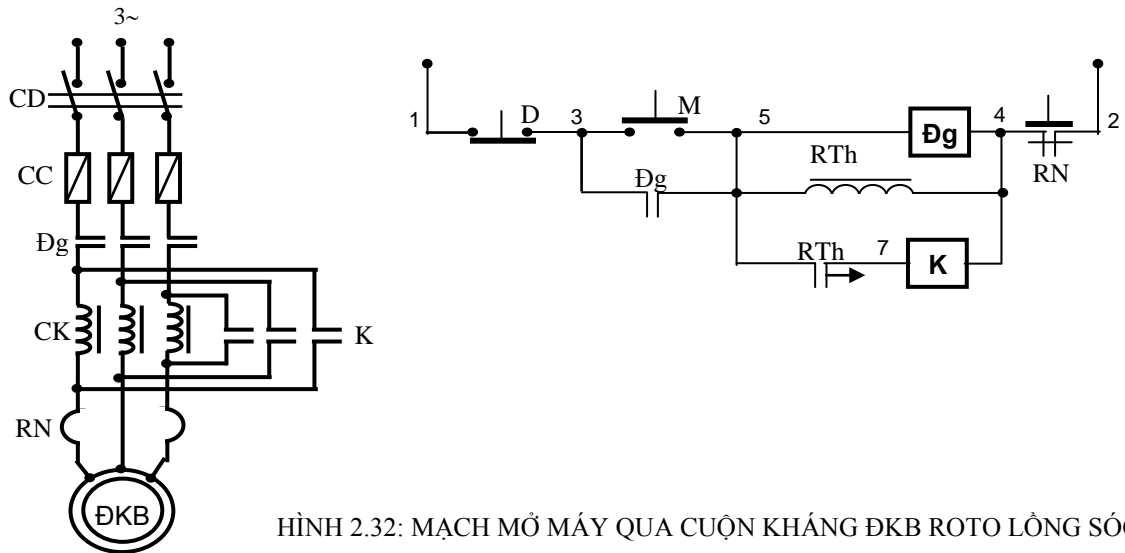 3~
CD
CC
Đg
CK
K
RN
ĐKB
1
D
3
M
5
Đg
4
2
RTh
RN
Đg
RTh
7
K
HÌNH 2.32: MẠCH MỞ MÁY QUA CUỘN KHÁNG ĐKB ROTO LỒNG